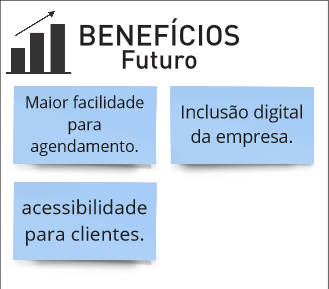 BENEFÍCIOS
Futuro
Maior facilidade
para
agendamento.
Inclusão digital
da empresa.
acessibilidade
para clientes.